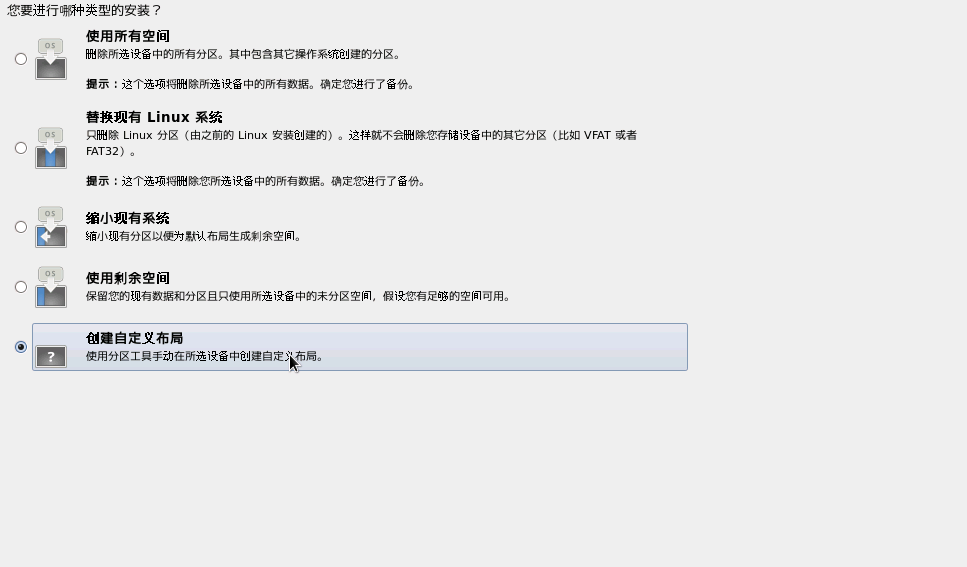 您要进行哪种类型的安装？
OS
使用所有空间
删除所选设备中的所有分区。其中包含其它操作系统创建的分区。
提示：这个选项将删除所选设备中的所有数据。确定您进行了备份。
OS
替换现有 Linux 系统
只删除 Linux 分区（由之前的 Linux 安装创建的）。这样就不会删除您存储设备中的其它分区（比如 VFAT 或者
FAT32）。
提示：这个选项将删除您所选设备中的所有数据。确定您进行了备份。
OS
缩小现有系统
缩小现有分区以便为默认布局生成剩余空间。
OS
使用剩余空间
保留您的现有数据和分区且只使用所选设备中的未分区空间，假设您有足够的空间可用。
?
创建自定义布局
使用分区工具手动在所选设备中创建自定义布局。